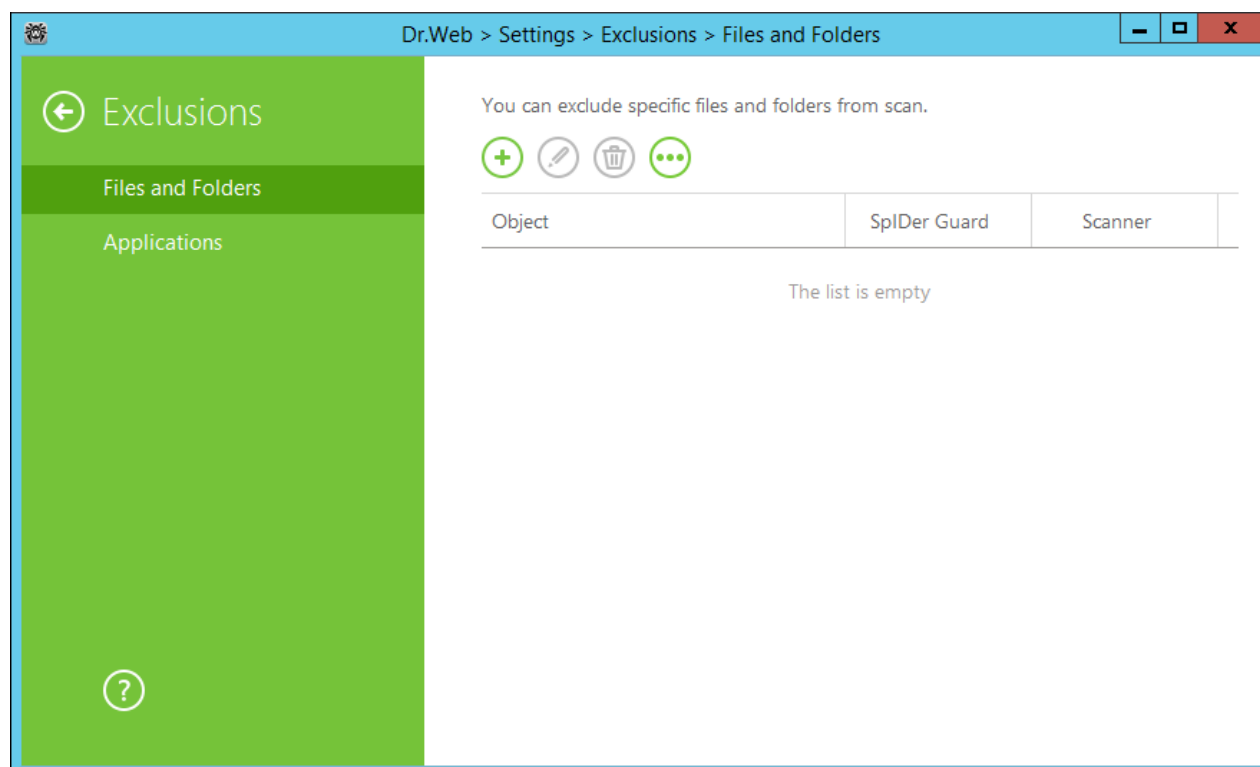 Dr.Web > Settings > Exclusions > Files and Folders
Exclusions
Files and Folders
Applications
You can exclude specific files and folders from scan.
Object SpIDer Guard Scanner
The list is empty
?